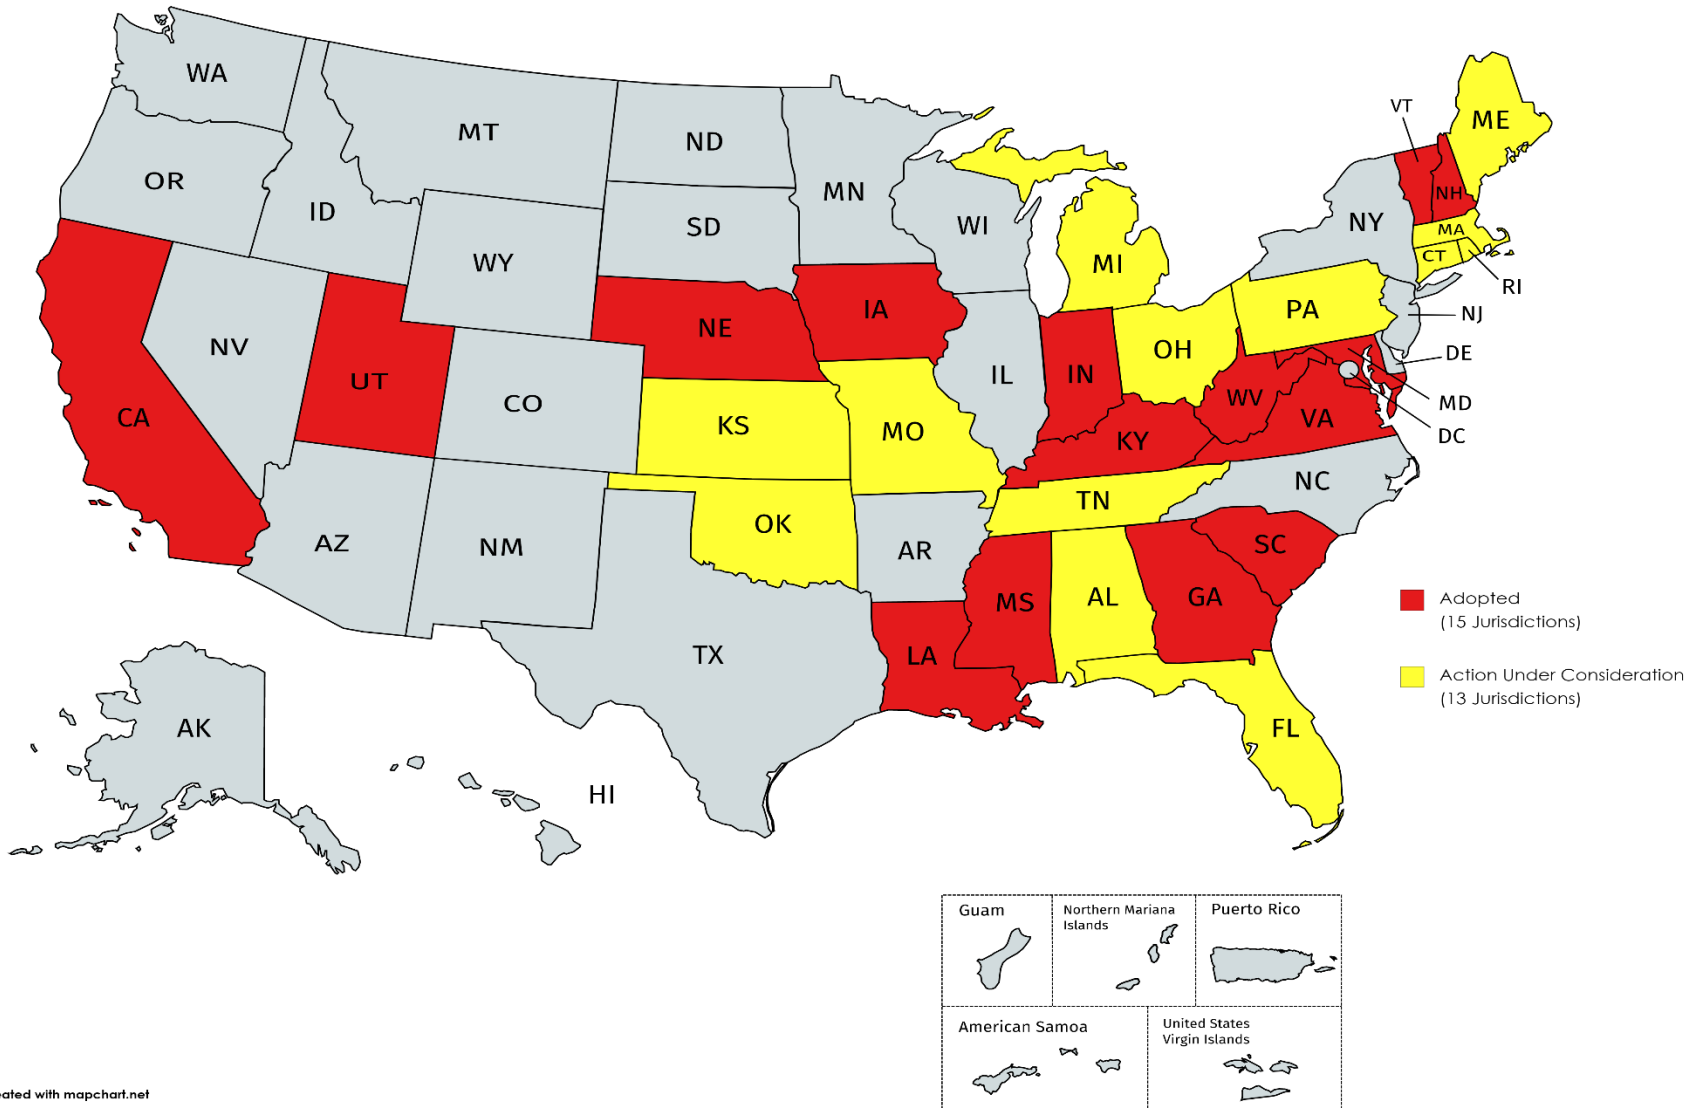 WA
MT
ND
MN
OR
ID
SD
WI
WY
MI
VT
ME
NH
NY
MA
CT
RI
NV
UT
CO
NE
IA
IL
IN
OH
PA
NJ
DE
MD
DC
CA
KS
MO
KY
WV
VA
AZ
NM
OK
AR
TN
NC
SC
TX
LA
MS
AL
GA
FL
AK
HI
Adopted
(15 Jurisdictions)
Action Under Consideration
(13 Jurisdictions)
Guam
Northern Mariana
Islands
Puerto Rico
American Samoa
United States
Virgin Islands
eated with mapchart.net